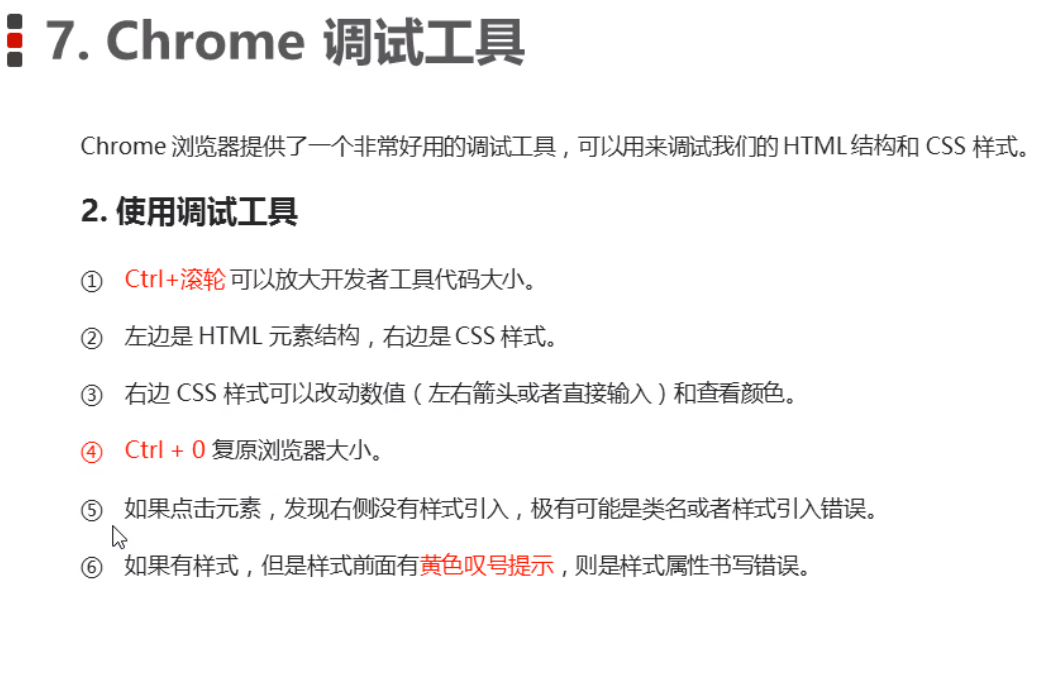 7. Chrome 调试工具
Chrome 浏览器提供了一个非常好用的调试工具，可以用来调试我们的 HTML结构和 CSS 样式。
2. 使用调试工具
① Ctrl+滚轮 可以放大开发者工具代码大小。
② 左边是 HTML 元素结构，右边是 CSS 样式。
③ 右边 CSS 样式可以改动数值（左右箭头或者直接输入）和查看颜色。
④ Ctrl + 0 复原浏览器大小。
⑤ 如果点击元素，发现右侧没有样式引入，极有可能是类名或者样式引入错误。
⑥ 如果有样式，但是样式前面有黄色叹号提示，则是样式属性书写错误。